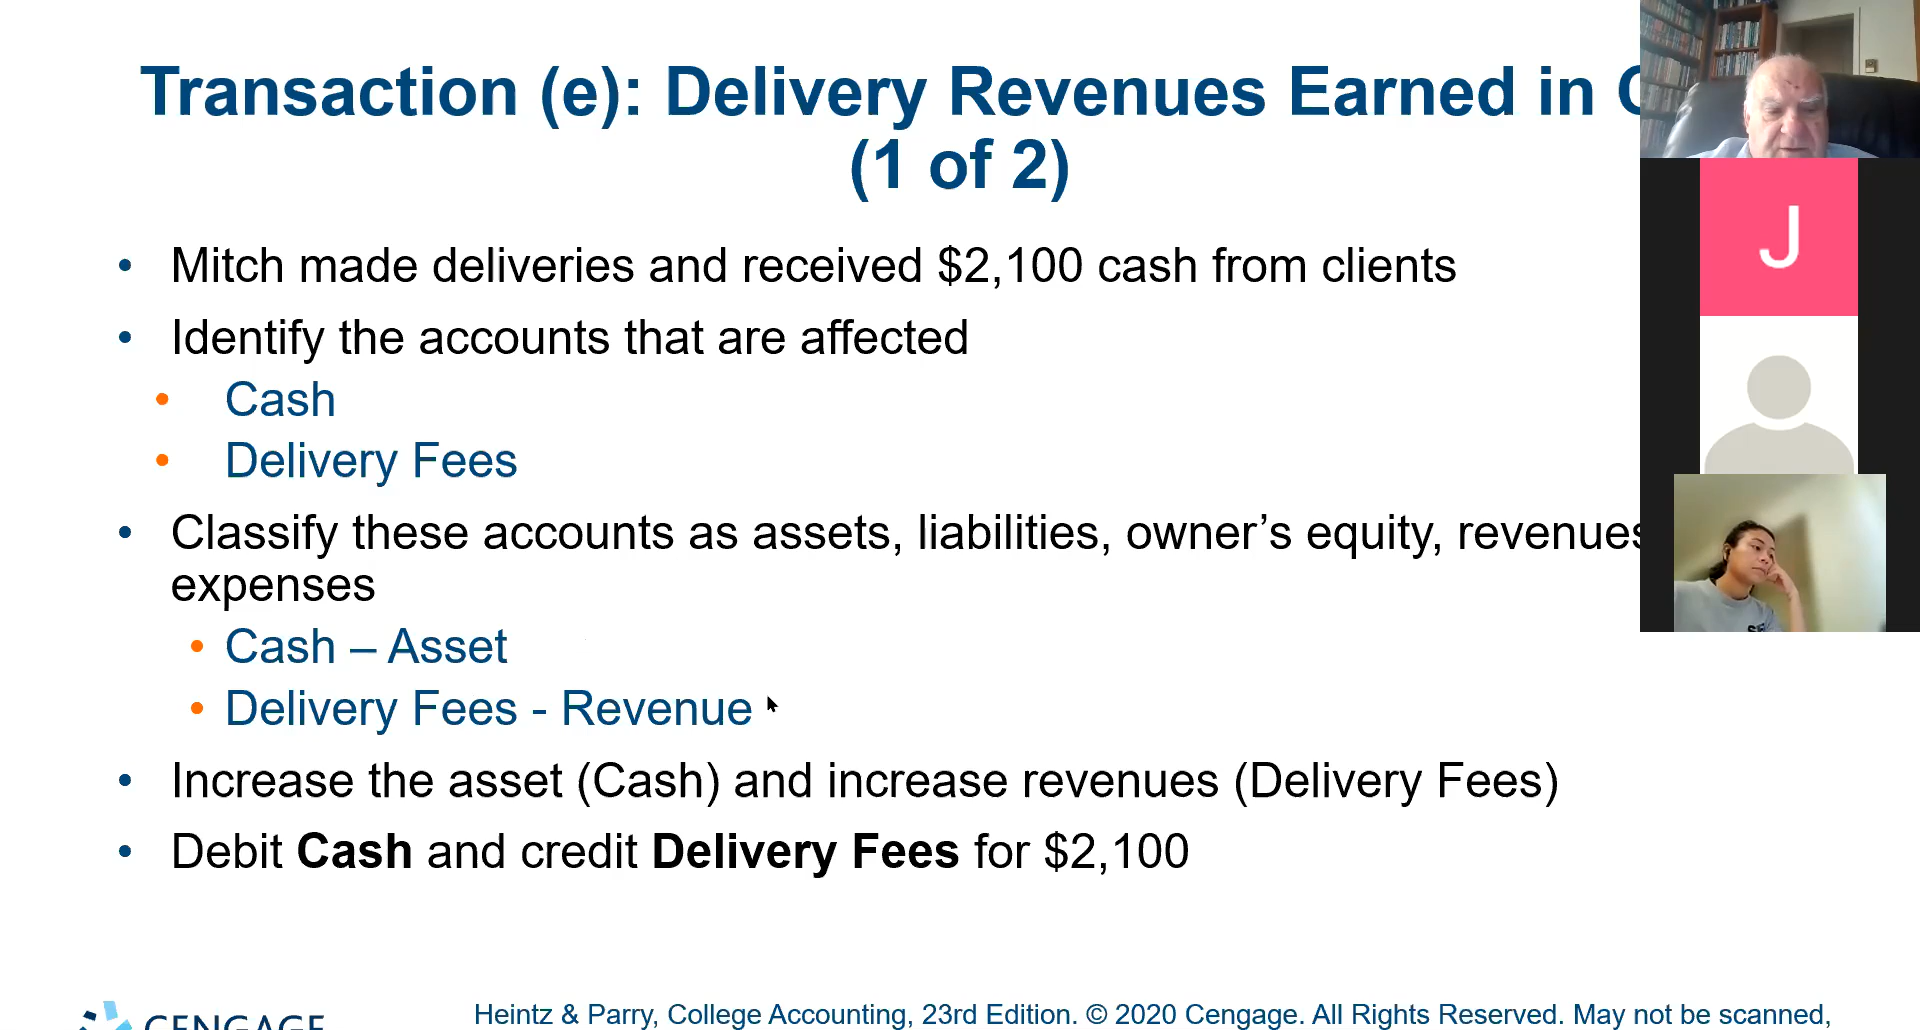 Transaction (e): Delivery Revenues Earned in
(1 of 2)
J
• Mitch made deliveries and received $2,100 cash from clients
• Identify the accounts that are affected
• Cash
• Delivery Fees
• Classify these accounts as assets, liabilities, owner’s equity, revenues
expenses
• Cash – Asset
• Delivery Fees - Revenue
• Increase the asset (Cash) and increase revenues (Delivery Fees)
• Debit Cash and credit Delivery Fees for $2,100
CENGAGE
Heintz & Parry, College Accounting, 23rd Edition. © 2020 Cengage. All Rights Reserved. May not be scanned,